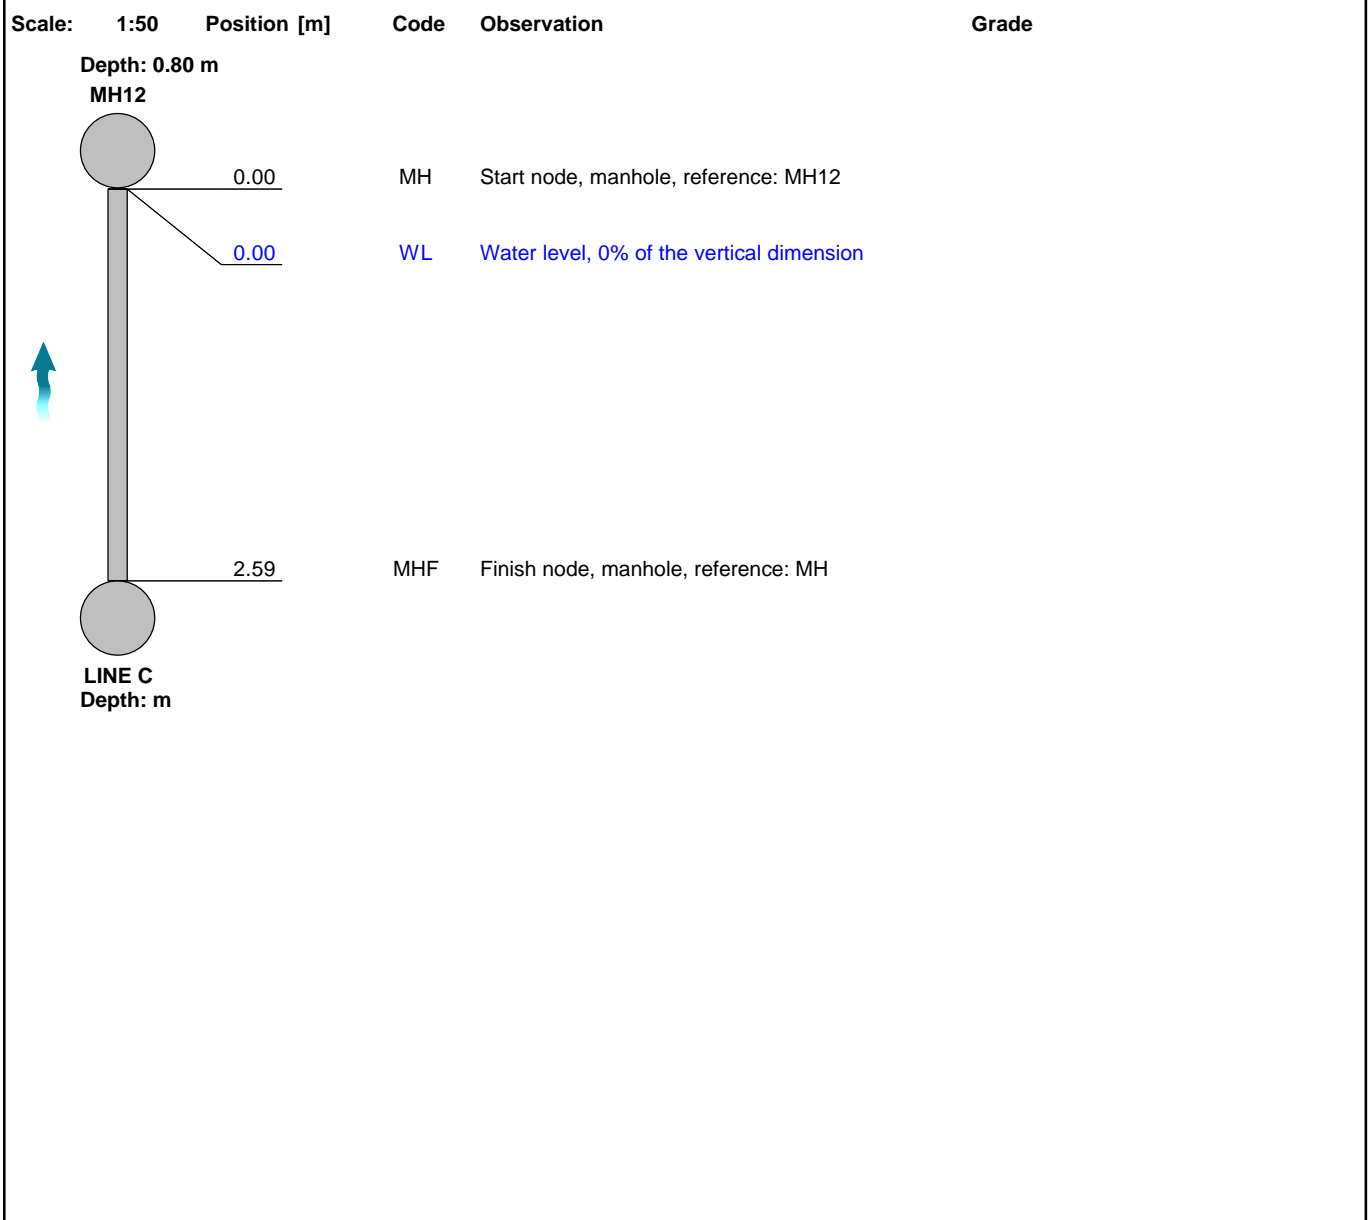 Scale: 1:50 Position [m] Code Observation Grade
Depth: 0.80 m
MH12
0.00 MH Start node, manhole, reference: MH12
0.00 WL Water level, 0% of the vertical dimension
2.59 MHF Finish node, manhole, reference: MH
LINE C
Depth: m